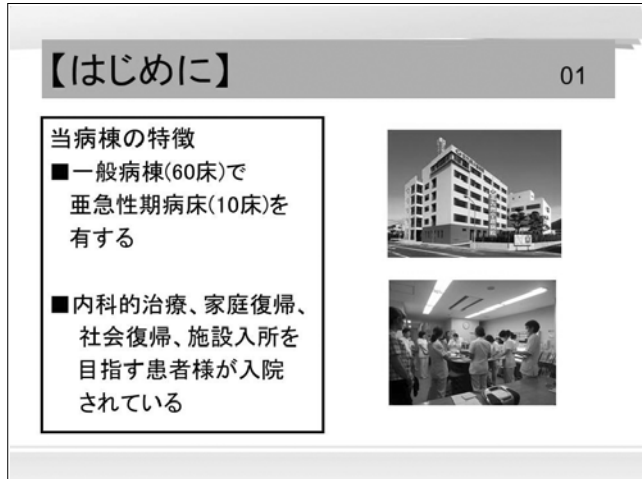 【はじめに】
01
当病棟の特徴
■一般病棟(60床)で
亜急性期病床(10床)を
有する
■内科的治療、家庭復帰、
社会復帰、施設入所を
目指す患者様が入院
されている